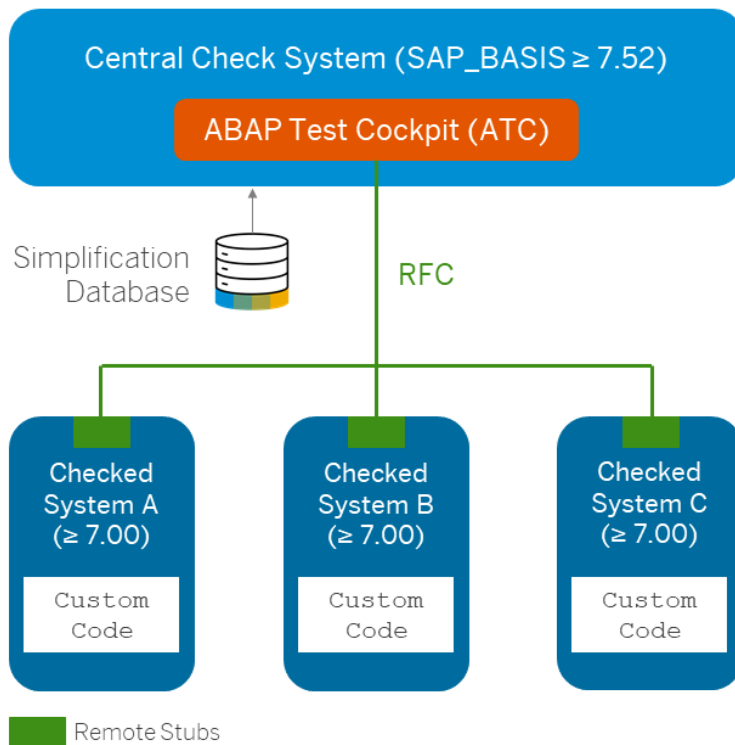 Central Check System (SAP_BASIS ≥ 7.52)
ABAP Test Cockpit (ATC)
Simplification
Database
RFC
Checked
System A
(≥ 7.00)
Custom
Code
Checked
System B
(≥ 7.00)
Custom
Code
Checked
System C
(≥ 7.00)
Custom
Code
Remote Stubs